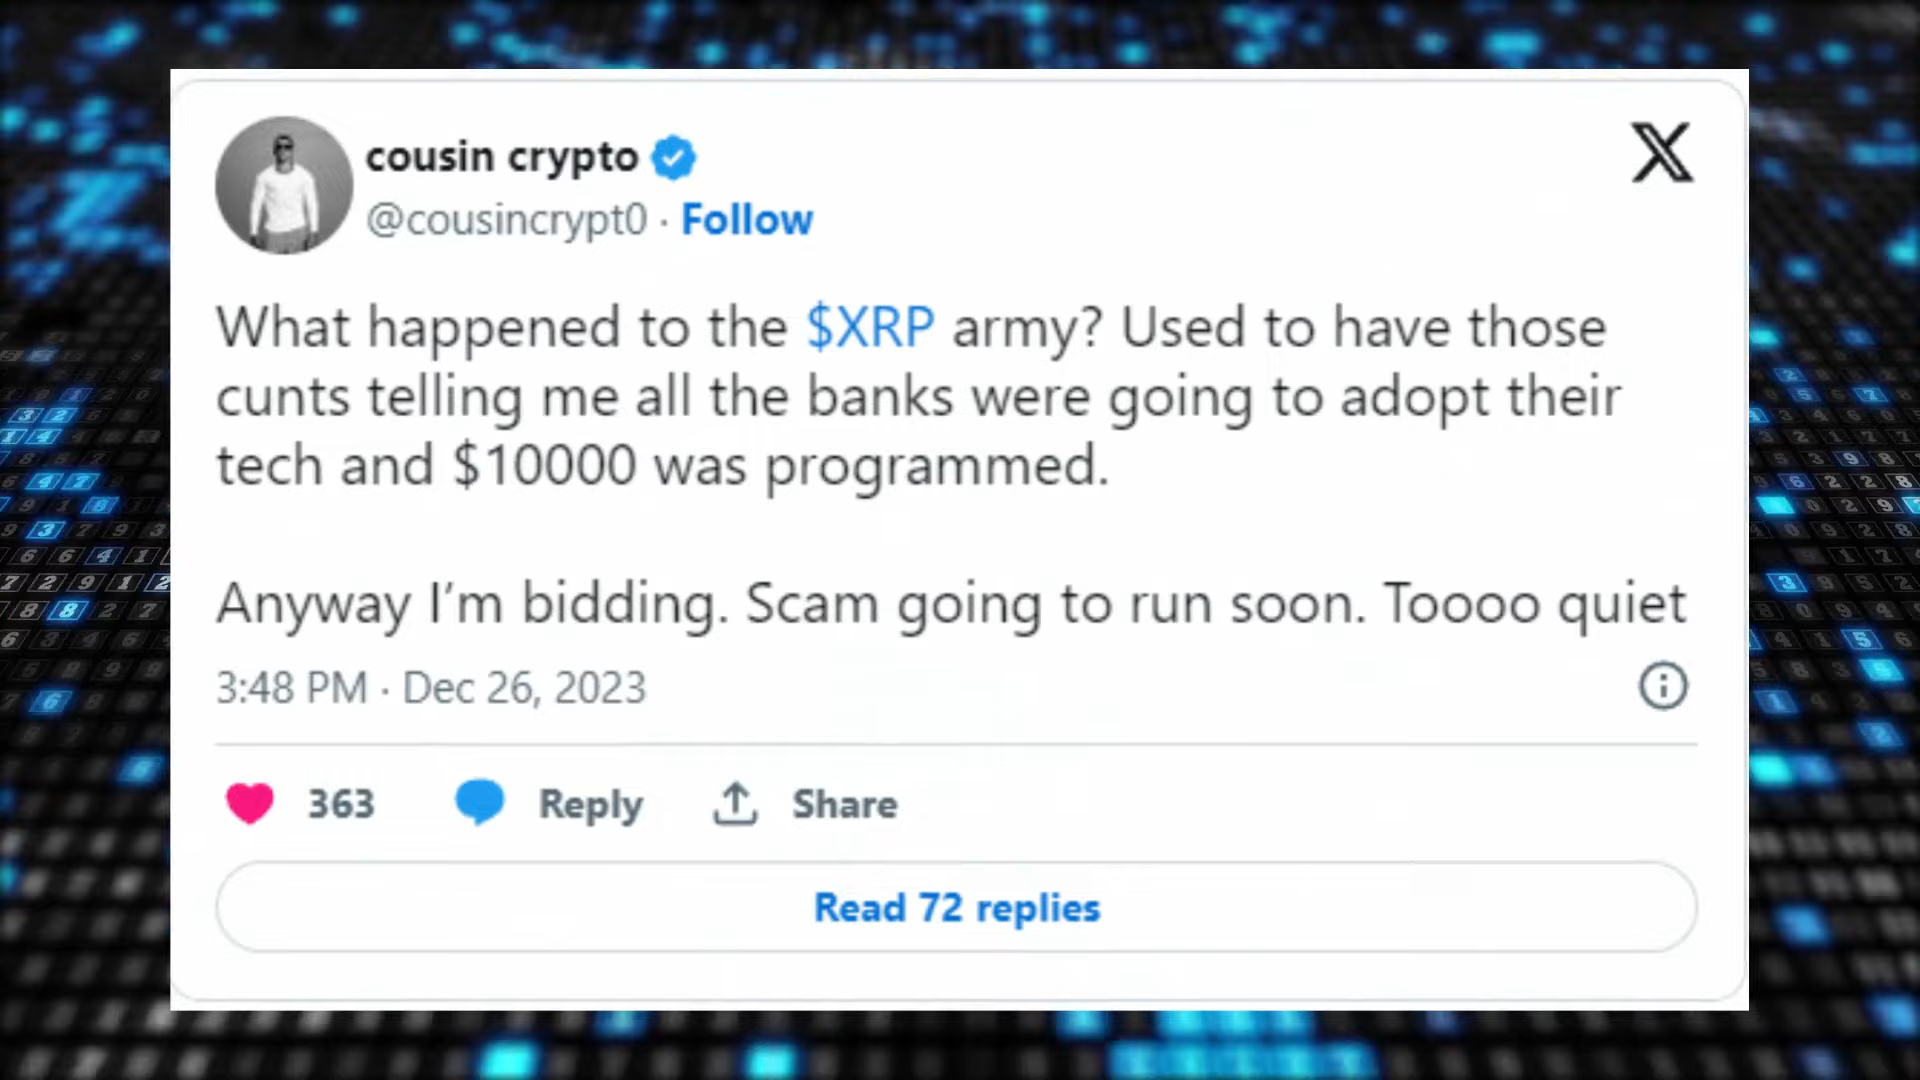 cousin crypto
@cousincrypt0 · Follow
What happened to the $XRP army? Used to have those
cunts telling me all the banks were going to adopt their
tech and $10000 was programmed.
Anyway I’m bidding. Scam going to run soon. Toooo quiet
3:48 PM · Dec 26, 2023
363 Reply Share
Read 72 replies